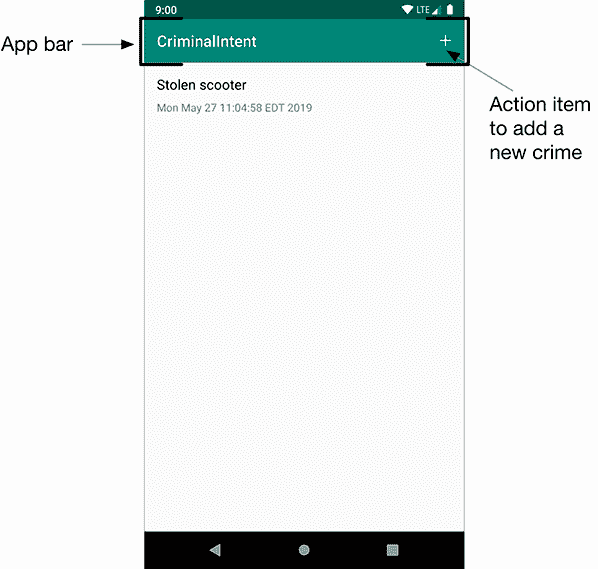 9:00
LTE
App bar
CriminalIntent
+
Stolen scooter
Mon May 27 11:04:58 EDT 2019
Action item
to add a
new crime